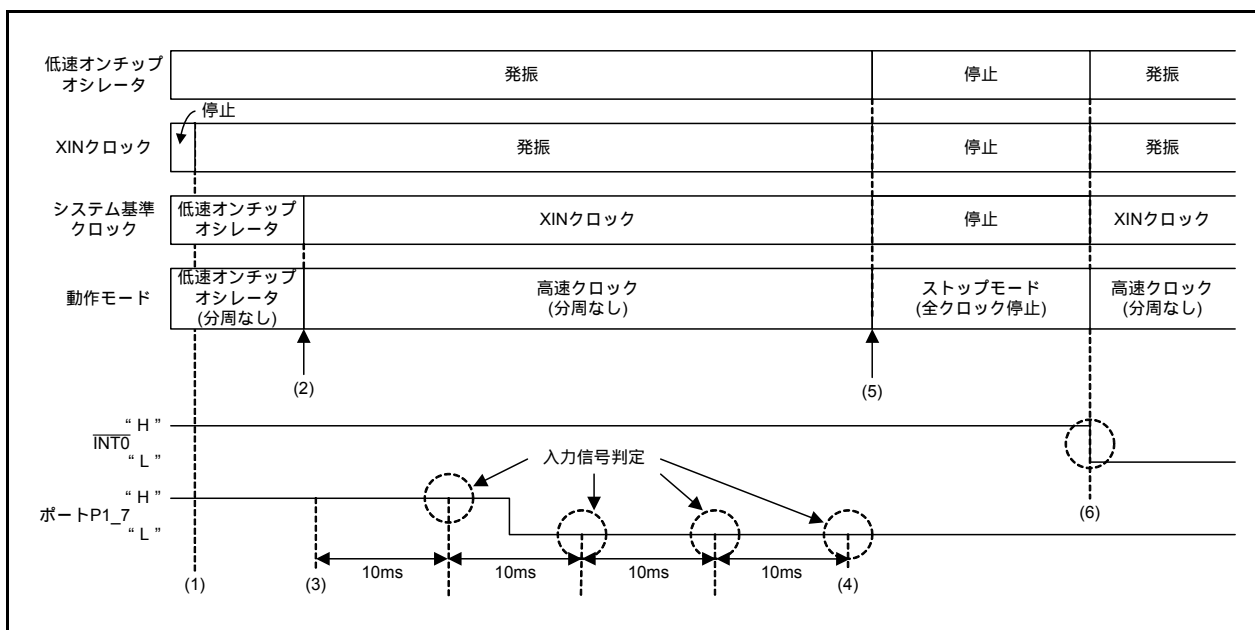 低速オンチップ
オシレータ
発振
停止
発振
停止
XINクロック
発振
停止
発振
システム基準
クロック
低速オンチップ
オシレータ
XINクロック
停止
XINクロック
動作モード
低速オンチップ
オシレータ
(分周なし)
高速クロック
(分周なし)
ストップモード
(全クロック停止)
高速クロック
(分周なし)
(2)
(5)
“ H ”
INT0
“ L ”
入力信号判定
“ H ”
ポートP1_7
“ L ”
(6)
10ms
10ms
10ms
10ms
(1)
(3)
(4)